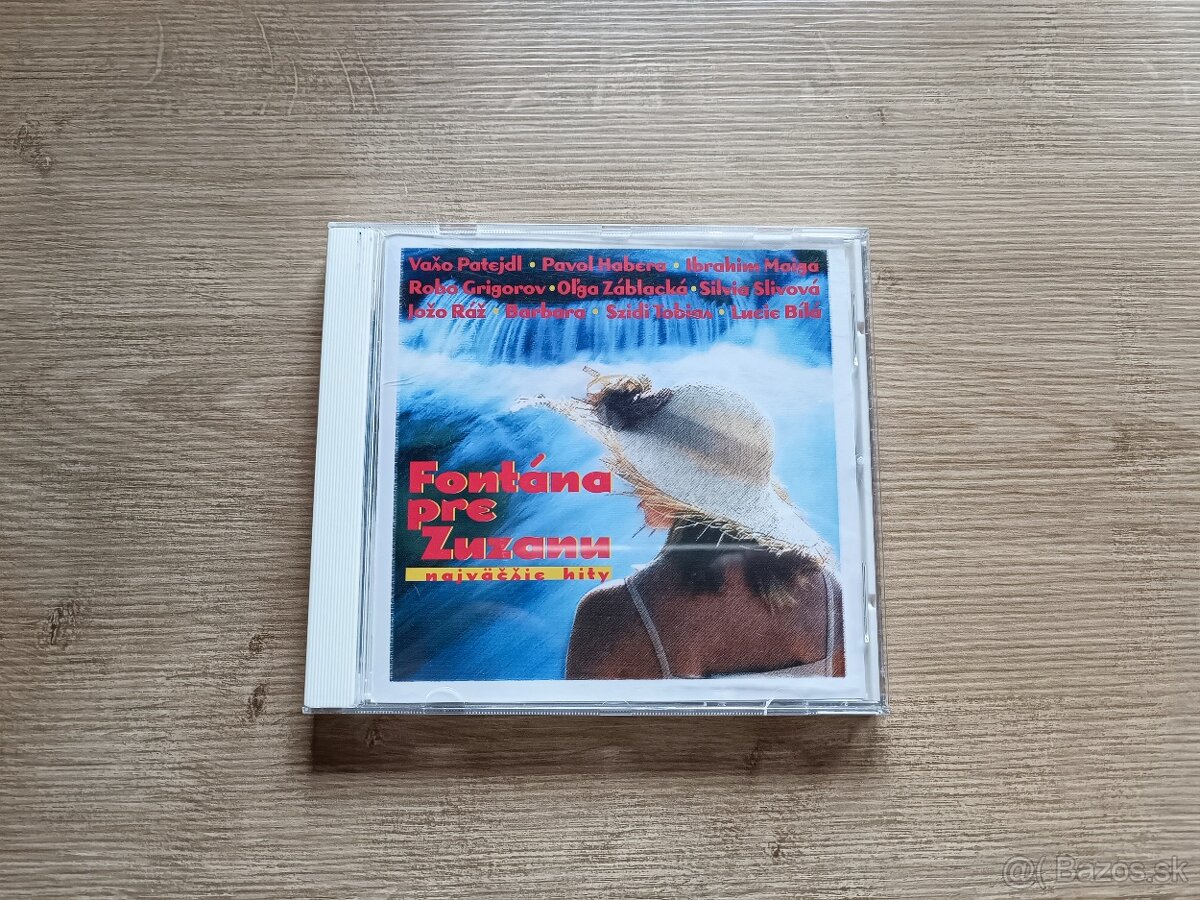 Vašo Patejdl • Pavol Habera • Ibrahim Maiga
Robo Grigorov • Oľga Záblacká • Silvia Slivová
Jožo Ráž • Barbara • Szidi Tobias • Lucie Bílá
Fontána
pre
Zuzanu
najväčšie hity
@( Bazos.sk